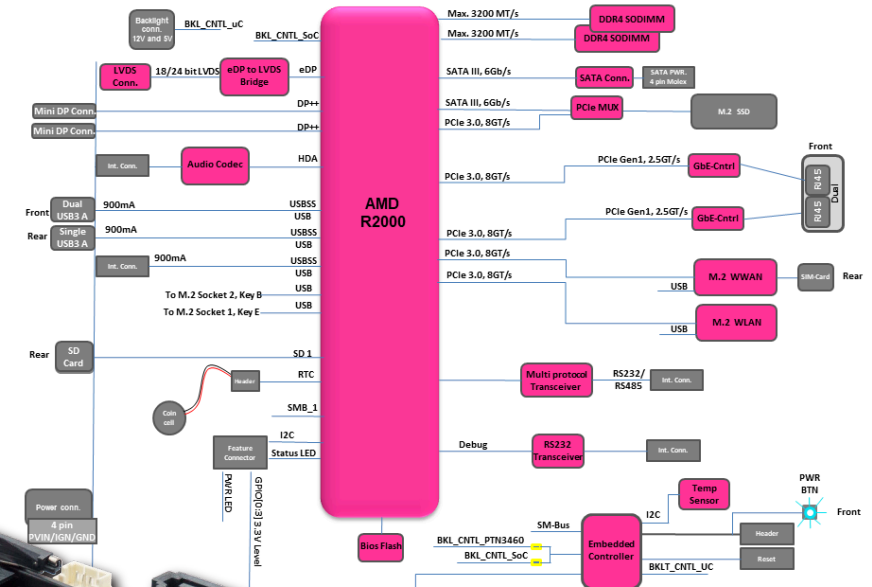 Backlight
conn.
12V and 5V
BKL_CNTL_uC
BKL_CNTL_SoC
LVDS
Conn.
18/24 bit LVDS
eDP to LVDS
Bridge
eDP
Mini DP Conn.
DP++
Mini DP Conn.
DP++
Int. Conn.
Audio Codec
HDA
Front
Dual
USB3 A
900mA
USBSS
USB
Rear
Single
USB3 A
900mA
USBSS
USB
Int. Conn.
900mA
USBSS
USB
To M.2 Socket 2, Key B
USB
To M.2 Socket 1, Key E
USB
Rear
SD
Card
SD 1
Header
RTC
Coin
cell
SMB_1
Feature
Connector
I2C
Status LED
PWR LED
GPIO[0:3] 3.3V Level
Power conn.
4 pin
PVIN/IGN/GND
AMD
R2000
Bios Flash
Max. 3200 MT/s
DDR4 SODIMM
Max. 3200 MT/s
DDR4 SODIMM
SATA III, 6Gb/s
SATA Conn.
SATA PWR.
4 pin Molex
SATA III, 6Gb/s
PCIe MUX
M.2 SSD
PCIe 3.0, 8GT/s
PCIe 3.0, 8GT/s
PCIe Gen1, 2.5GT/s
GbE-Cntrl
Front
RJ45
RJ45
Dual
PCIe 3.0, 8GT/s
PCIe Gen1, 2.5GT/s
GbE-Cntrl
PCIe 3.0, 8GT/s
M.2 WWAN
USB
SIM-Card
Rear
PCIe 3.0, 8GT/s
M.2 WLAN
USB
Multi protocol
Transceiver
RS232/
RS485
Int. Conn.
Debug
RS232
Transceiver
Int. Conn.
Temp
Sensor
I2C
PWR
BTN
Front
SM-Bus
Embedded
Controller
Header
BKL_CNTL_PTN3460
BKL_CNTL_SoC
Reset
BKLT_CNTL_UC